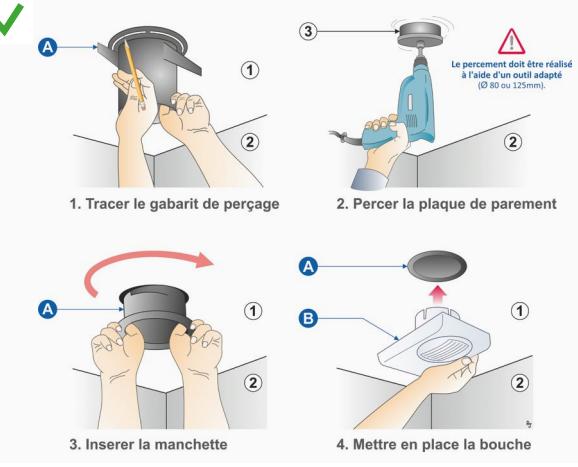 A
1
2
1. Tracer le gabarit de perçage
3
Le percement doit être réalisé
à l'aide d'un outil adapté
(Ø 80 ou 125mm).
2
2. Percer la plaque de parement
A
1
2
3. Inserer la manchette
A
B
1
2
4. Mettre en place la bouche